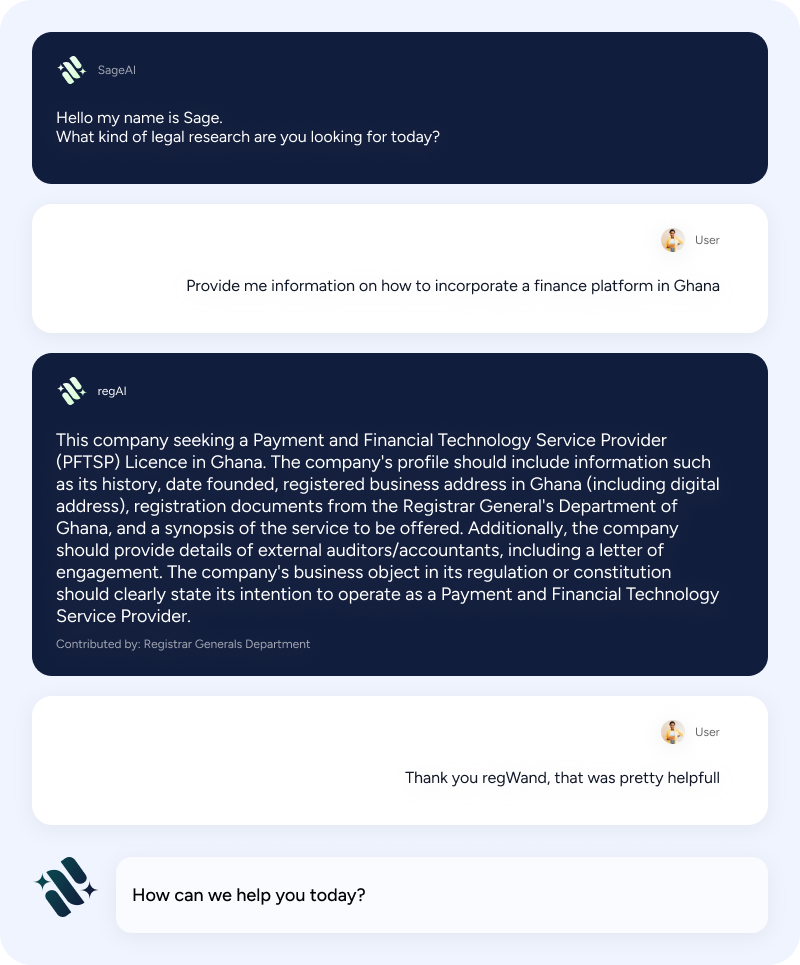 SageAI
Hello my name is Sage.
What kind of legal research are you looking for today?
User
Provide me information on how to incorporate a finance platform in Ghana
regAI
This company seeking a Payment and Financial Technology Service Provider
(PFTSP) Licence in Ghana. The company's profile should include information such
as its history, date founded, registered business address in Ghana (including digital
address), registration documents from the Registrar General's Department of
Ghana, and a synopsis of the service to be offered. Additionally, the company
should provide details of external auditors/accountants, including a letter of
engagement. The company's business object in its regulation or constitution
should clearly state its intention to operate as a Payment and Financial Technology
Service Provider.
Contributed by: Registrar Generals Department
User
Thank you regWand, that was pretty helpfull
How can we help you today?